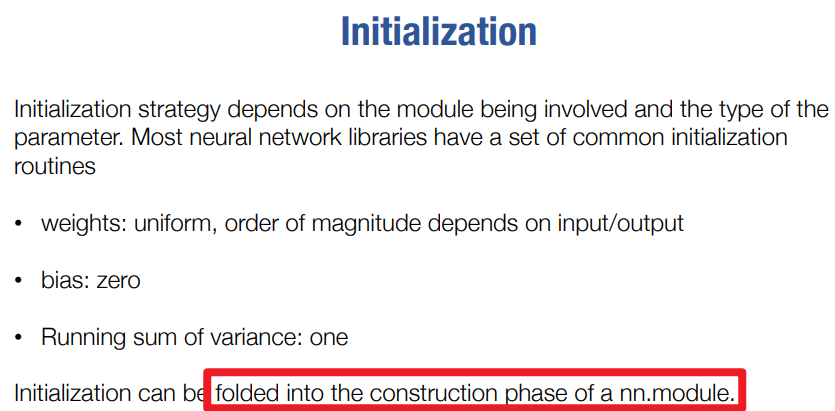 Initialization
Initialization strategy depends on the module being involved and the type of the
parameter. Most neural network libraries have a set of common initialization
routines
• weights: uniform, order of magnitude depends on input/output
• bias: zero
• Running sum of variance: one
Initialization can be folded into the construction phase of a nn.module.